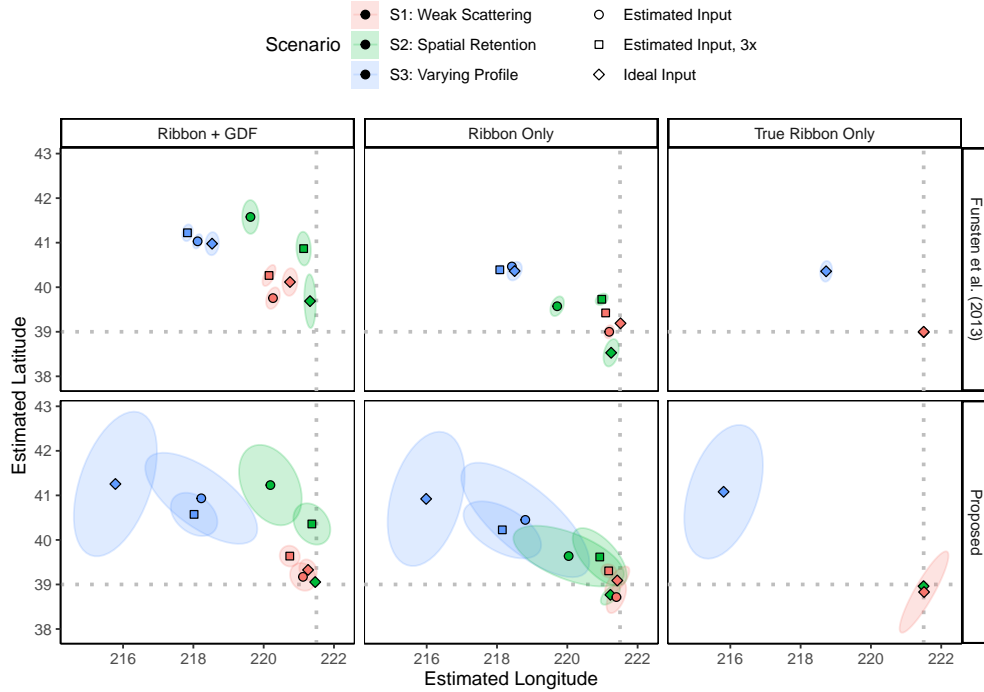 Scenario
S1: Weak Scattering
S2: Spatial Retention
S3: Varying Profile
Estimated Input
Estimated Input, 3x
Ideal Input
Ribbon + GDF
Ribbon Only
True Ribbon Only
Estimated Latitude
43
42
41
40
39
38
Funsten et al. (2013)
43
42
41
40
39
38
Proposed
216
218
220
222
216
218
220
222
216
218
220
222
Estimated Longitude